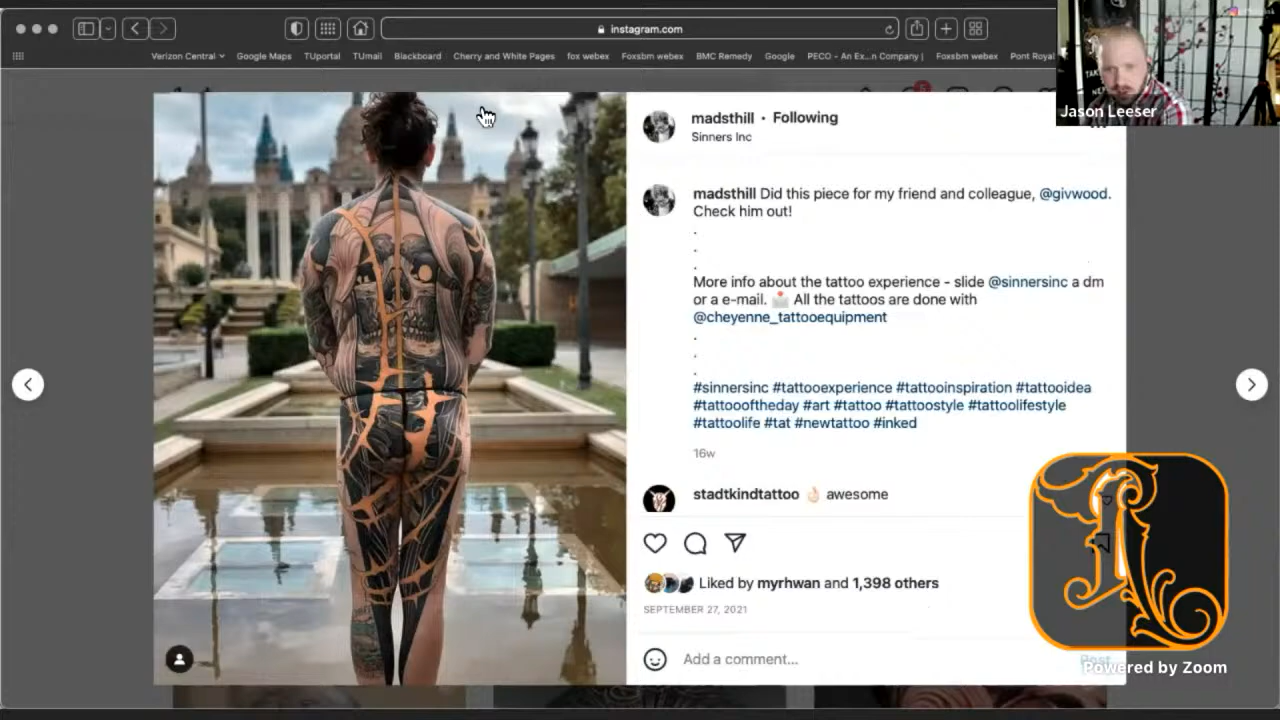 instagram.com
Verizon Central Google Maps TUportal TUmail Blackboard Cherry and White Pages fox webex Foxsbm webex BMC Remedy Google PECO - An Ex...n Company | Foxsbm webex Pont Royal
Jason Leeser
madsthill • Following
Sinners Inc
madsthill Did this piece for my friend and colleague, @givwood.
Check him out!
.
.
.
More info about the tattoo experience - slide @sinnersinc a dm
or a e-mail. 📩 All the tattoos are done with
@cheyenne_tattooequipment
.
.
.
#sinnersinc #tattooexperience #tattooinspiration #tattooidea
#tattoooftheday #art #tattoo #tattoostyle #tattoolifestyle
#tattoolife #tat #newtattoo #inked
16w
stadtkindtattoo 👌🏻 awesome
Liked by myrhwan and 1,398 others
SEPTEMBER 27, 2021
Add a comment...
Post
Powered by Zoom